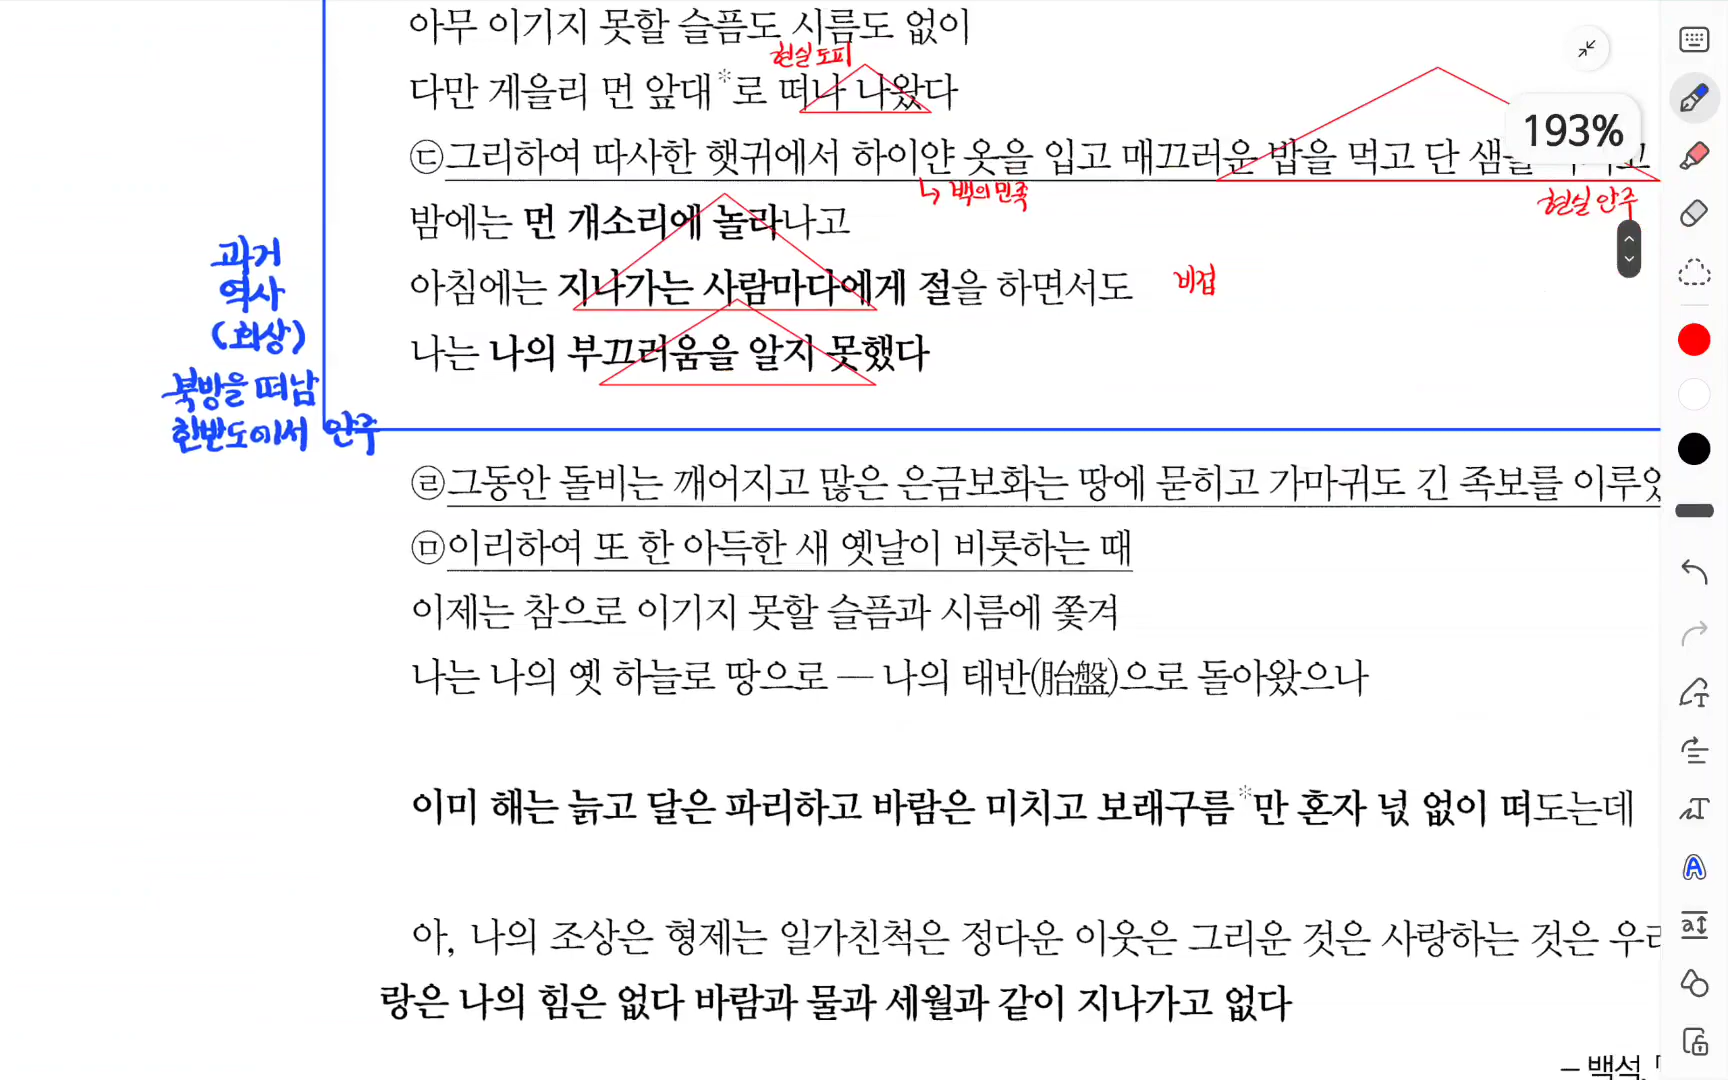 아무 이기지 못할 슬픔도 시름도 없이
현실 도피
다만 게을리 먼 앞대*로 떠나 나왔다
㉢그리하여 따사한 햇귀에서 하이얀 옷을 입고 매끄러운 밥을 먹고 단 샘을
193%
↳ 백의 민족
현실 안주
밤에는 먼 개소리에 놀라나고
아침에는 지나가는 사람마다에게 절을 하면서도
비겁
나는 나의 부끄러움을 알지 못했다
과거
역사
(회상)
북방을 떠남
한반도에서 안주
㉣그동안 돌비는 깨어지고 많은 은금보화는 땅에 묻히고 가마귀도 긴 족보를 이루었
㉤이리하여 또 한 아득한 새 옛날이 비롯하는 때
이제는 참으로 이기지 못할 슬픔과 시름에 쫓겨
나는 나의 옛 하늘로 땅으로 — 나의 태반(胎盤)으로 돌아왔으나
이미 해는 늙고 달은 파리하고 바람은 미치고 보래구름*만 혼자 넋 없이 떠도는데
아, 나의 조상은 형제는 일가친척은 정다운 이웃은 그리운 것은 사랑하는 것은 우러
랑은 나의 힘은 없다 바람과 물과 세월과 같이 지나가고 없다
– 백석, 「